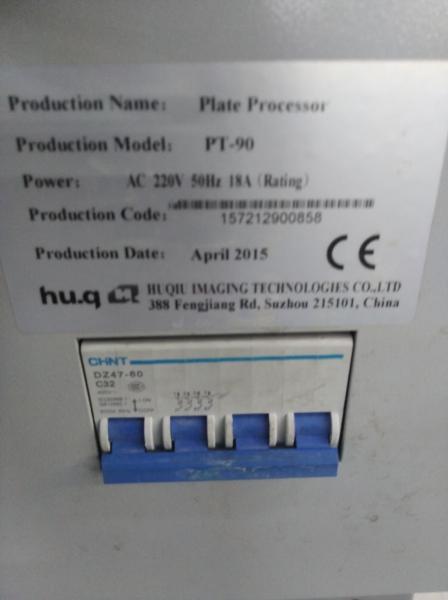 Production Name: Plate Processor
Production Model: PT-90
Power: AC 220V 50Hz 18A (Rating)
Production Code: 157212900858
Production Date: April 2015 CE
hu.q HUQIU IMAGING TECHNOLOGIES CO.,LTD
388 Fengjiang Rd, Suzhou 215101, China
CHNT
DZ47-60
C32